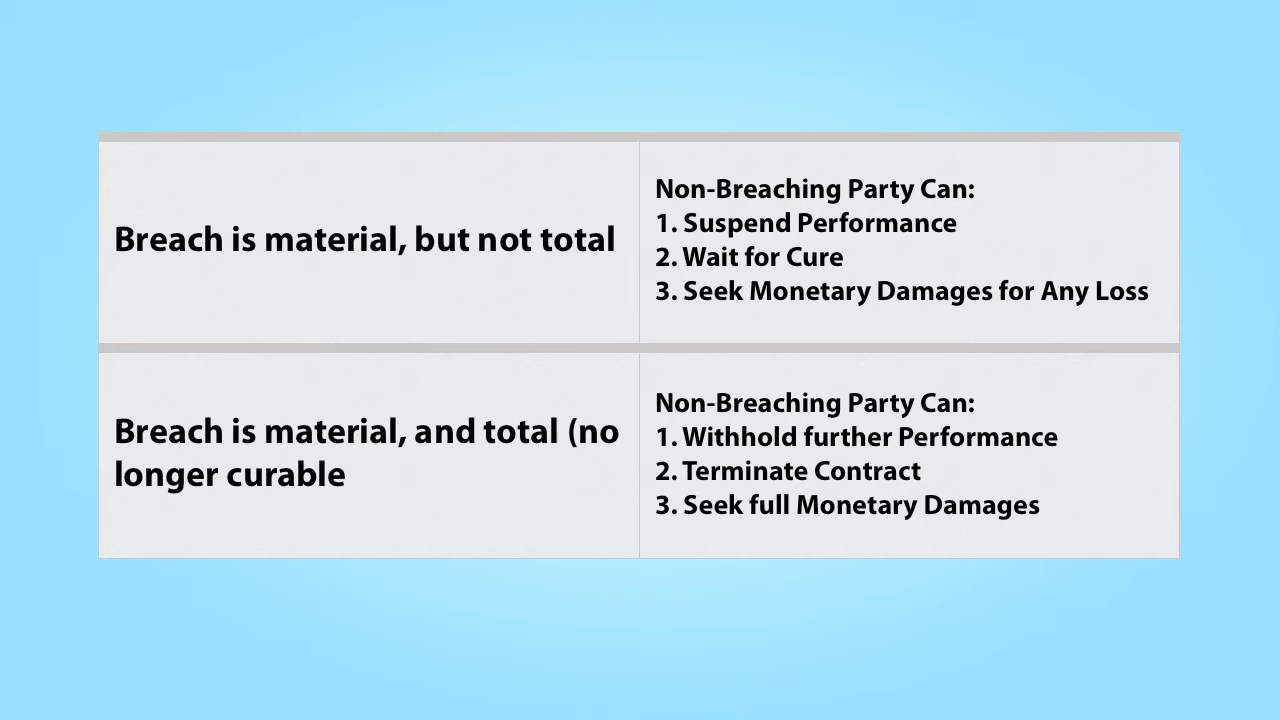 Breach is material, but not total
Non-Breaching Party Can:
1. Suspend Performance
2. Wait for Cure
3. Seek Monetary Damages for Any Loss
Breach is material, and total (no
longer curable
Non-Breaching Party Can:
1. Withhold further Performance
2. Terminate Contract
3. Seek full Monetary Damages